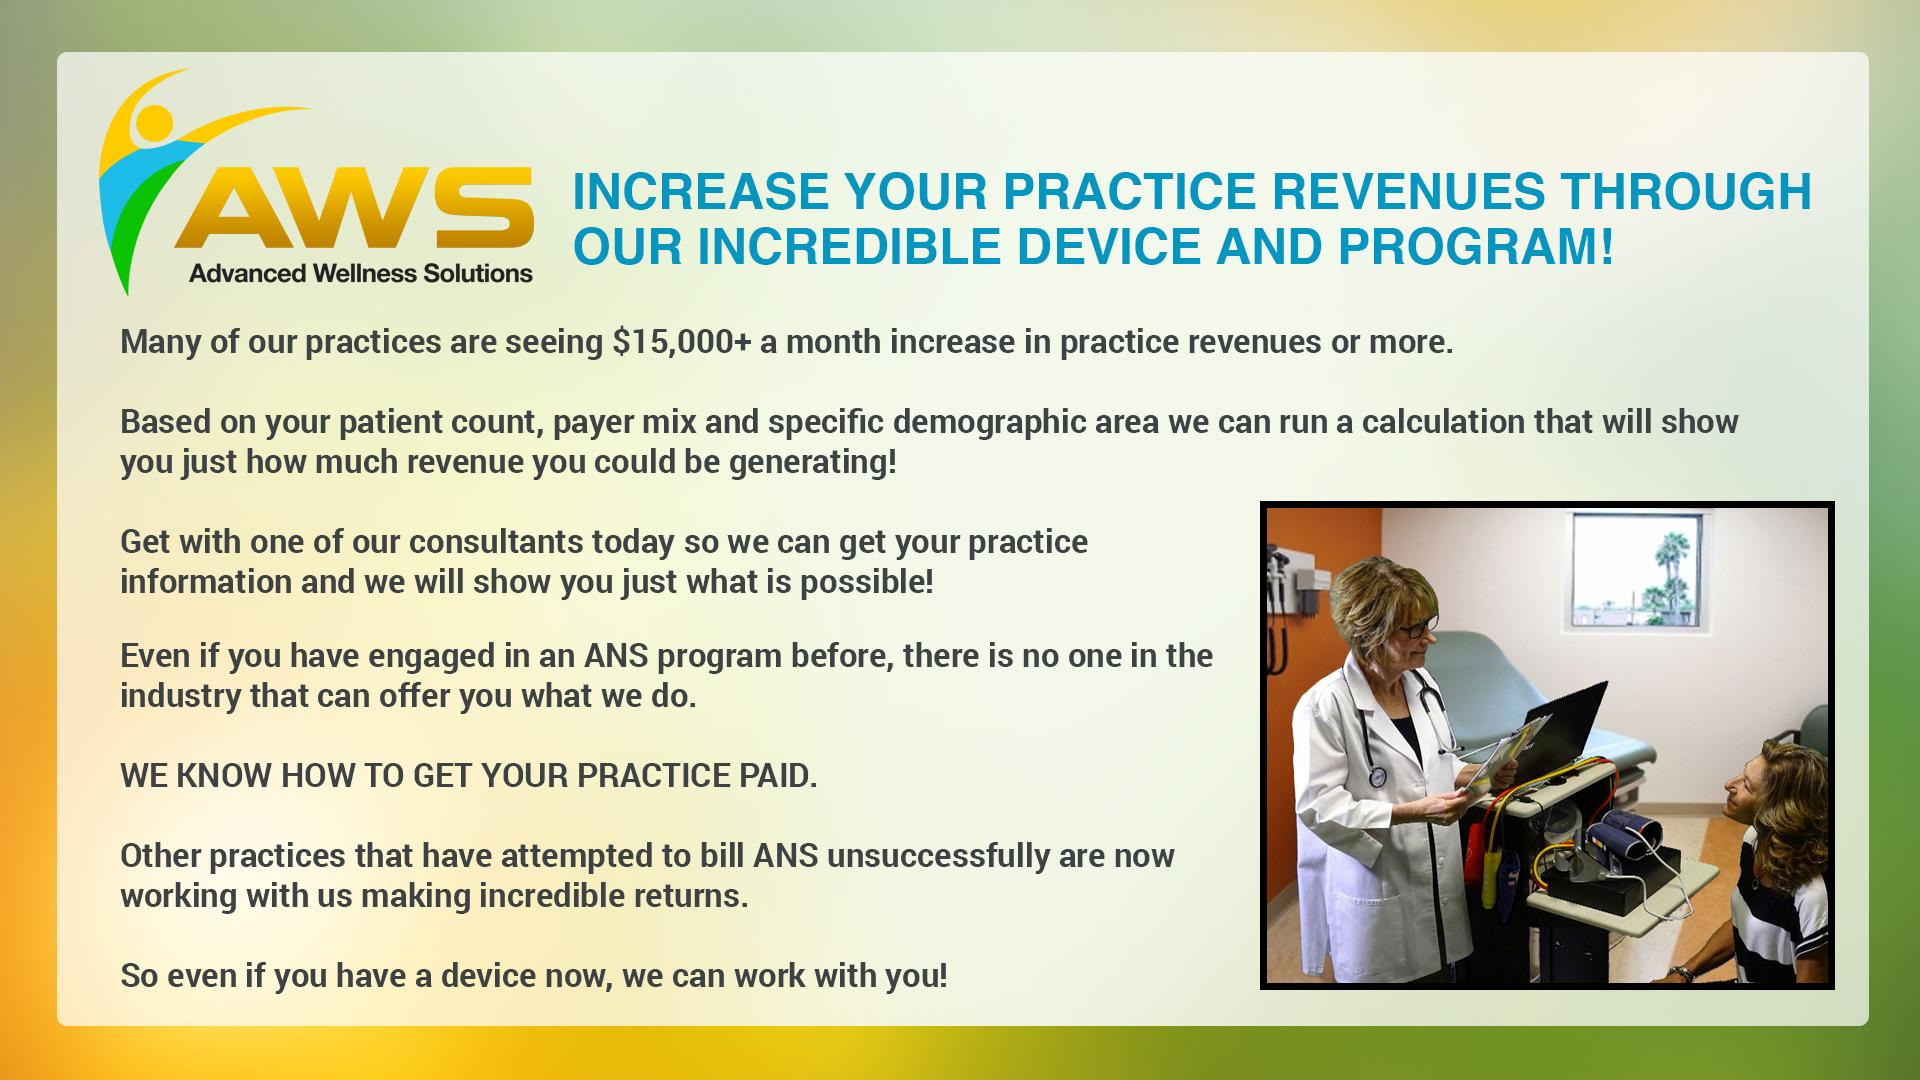 AWS
Advanced Wellness Solutions
INCREASE YOUR PRACTICE REVENUES THROUGH
OUR INCREDIBLE DEVICE AND PROGRAM!
Many of our practices are seeing $15,000+ a month increase in practice revenues or more.
Based on your patient count, payer mix and specific demographic area we can run a calculation that will show
you just how much revenue you could be generating!
Get with one of our consultants today so we can get your practice
information and we will show you just what is possible!
Even if you have engaged in an ANS program before, there is no one in the
industry that can offer you what we do.
WE KNOW HOW TO GET YOUR PRACTICE PAID.
Other practices that have attempted to bill ANS unsuccessfully are now
working with us making incredible returns.
So even if you have a device now, we can work with you!